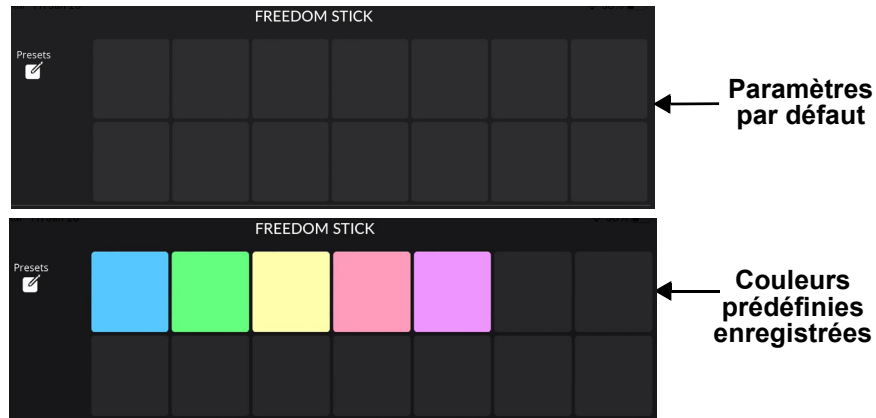 FREEDOM STICK
Presets
Paramètres
par défaut
FREEDOM STICK
Presets
Couleurs
prédéfinies
enregistrées